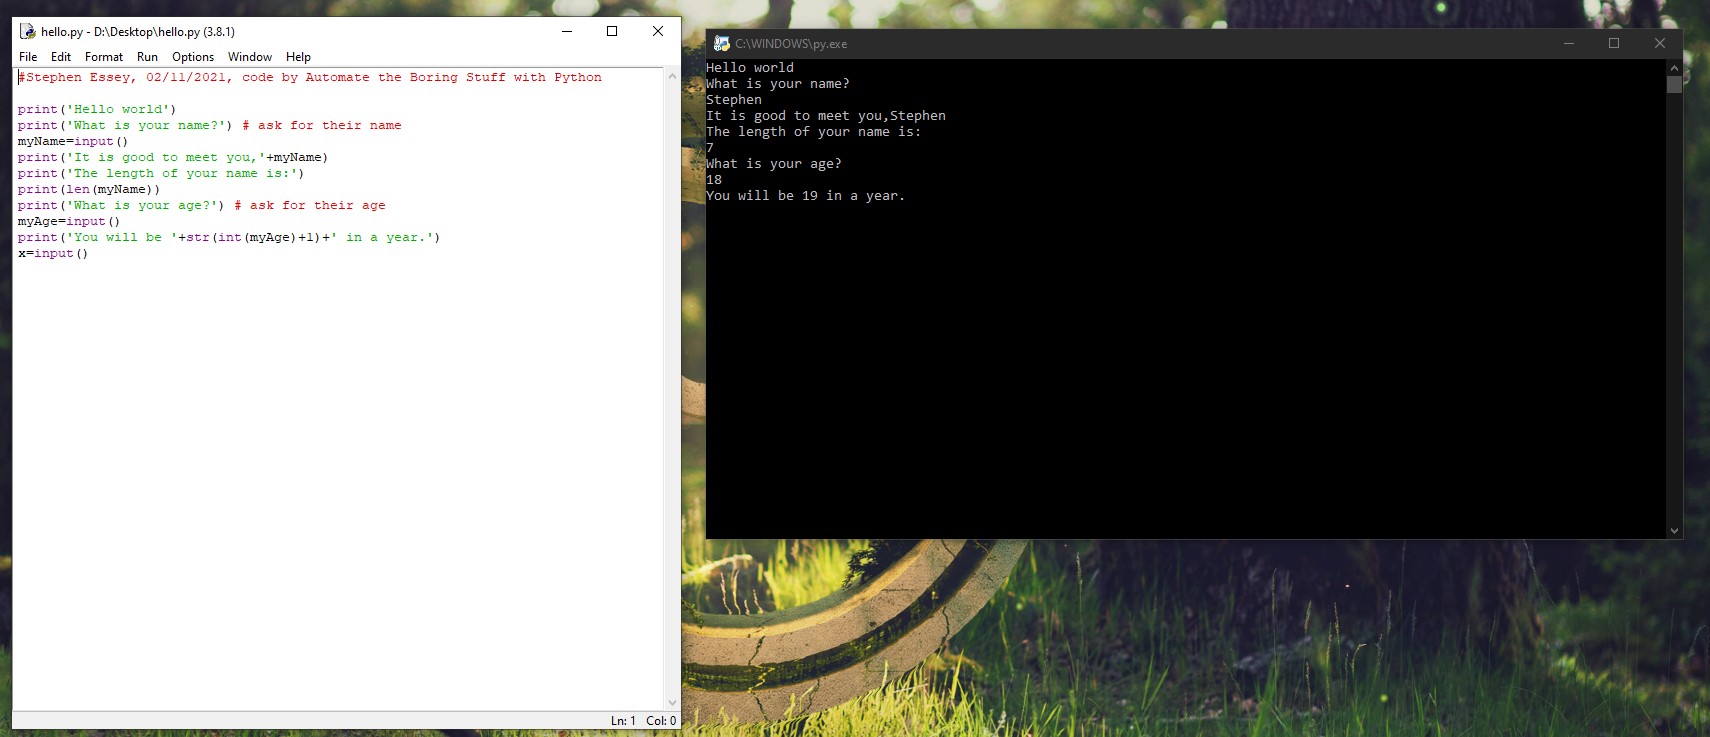 hello.py - D:\Desktop\hello.py (3.8.1)
File Edit Format Run Options Window Help
#Stephen Essey, 02/11/2021, code by Automate the Boring Stuff with Python
print('Hello world')
print('What is your name?') # ask for their name
myName=input()
print('It is good to meet you,'+myName)
print('The length of your name is:')
print(len(myName))
print('What is your age?') # ask for their age
myAge=input()
print('You will be '+str(int(myAge)+1)+' in a year.')
x=input()
Ln: 1 Col: 0
C:\WINDOWS\py.exe
Hello world
What is your name?
Stephen
It is good to meet you,Stephen
The length of your name is:
7
What is your age?
18
You will be 19 in a year.